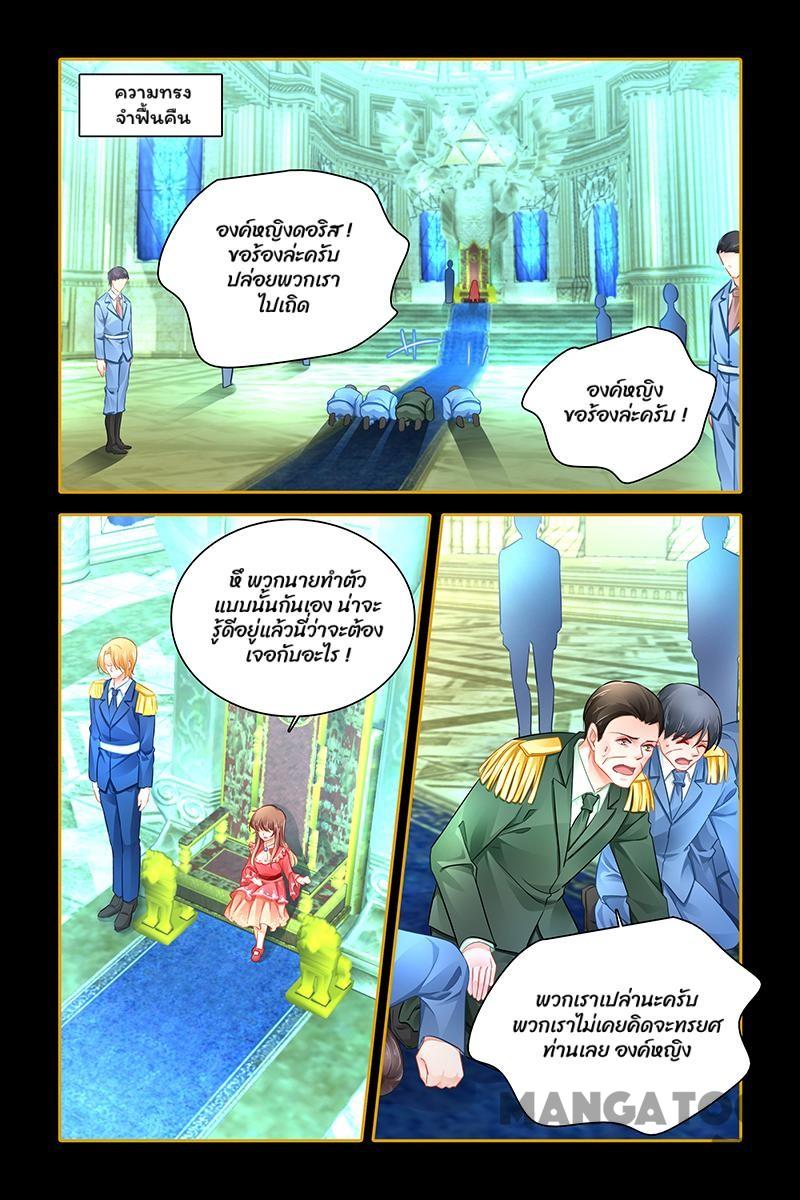 ความทรง
จำฟื้นคืน
องค์หญิงดอริส !
ขอร้องล่ะครับ
ปล่อยพวกเรา
ไปเถิด
องค์หญิง
ขอร้องล่ะครับ !
หึ พวกนายทำตัว
แบบนั้นกันเอง น่าจะ
รู้ดีอยู่แล้วนี่ว่าจะต้อง
เจอกับอะไร !
พวกเราเปล่านะครับ
พวกเราไม่เคยคิดจะทรยศ
ท่านเลย องค์หญิง
MANGATO